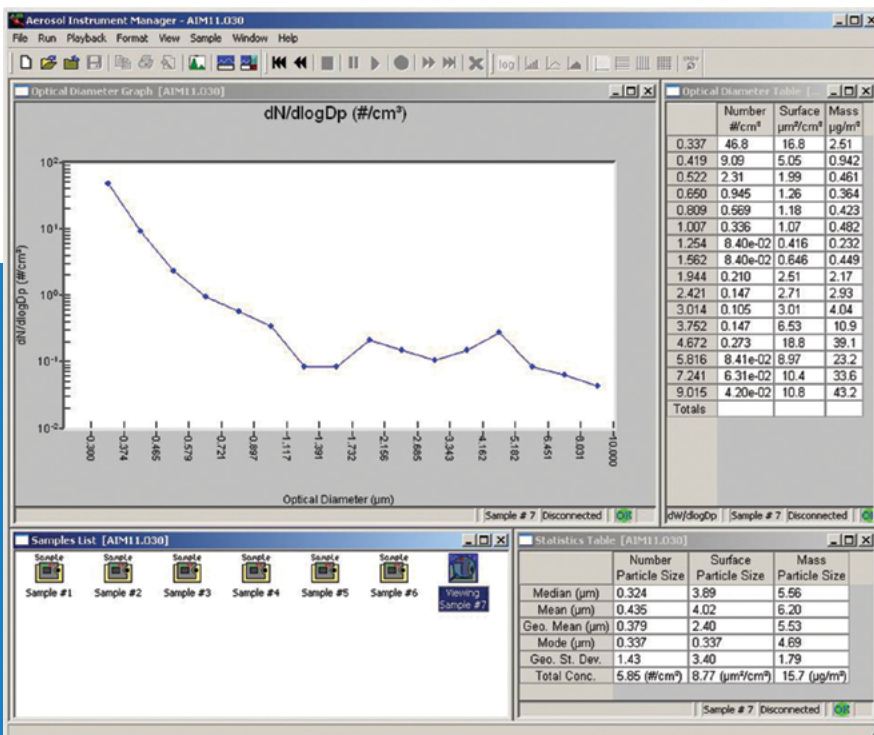 Aerosol Instrument Manager - AIM11.030
File Run Playback Format View Sample Window Help
log
Optical Diameter Graph [AIM11.030]
dN/dlogDp (#/cm³)
dN/dlogDp (#/cm³)
10²
10¹
10⁰
10⁻¹
10⁻²
0.300 0.374 0.465 0.579 0.721 0.897 1.117 1.391 1.732 2.156 2.685 3.343 4.162 5.182 6.451 8.031 10.000
Optical Diameter (µm)
Sample # 7 Disconnected OK
Optical Diameter Table [...
Number Surface Mass
#/cm³ µm²/cm³ µg/m³
0.337 46.8 16.8 2.51
0.419 9.09 5.05 0.942
0.522 2.31 1.99 0.461
0.650 0.945 1.26 0.364
0.809 0.569 1.18 0.423
1.007 0.336 1.07 0.482
1.254 8.40e-02 0.416 0.232
1.562 8.40e-02 0.646 0.449
1.944 0.210 2.51 2.17
2.421 0.147 2.71 2.93
3.014 0.105 3.01 4.04
3.752 0.147 6.53 10.9
4.672 0.273 18.8 39.1
5.816 8.41e-02 8.97 23.2
7.241 6.31e-02 10.4 33.6
9.015 4.20e-02 10.8 43.2
Totals
dW/dlogDp Sample # 7 Disconnected
Samples List [AIM11.030]
Sample Sample Sample Sample Sample Sample
Sample #1 Sample #2 Sample #3 Sample #4 Sample #5 Sample #6 Viewing
Sample #7
Statistics Table [AIM11.030]
Number Surface Mass
Particle Size Particle Size Particle Size
Median (µm) 0.324 3.89 5.56
Mean (µm) 0.435 4.02 6.20
Geo. Mean (µm) 0.379 2.40 5.53
Mode (µm) 0.337 0.337 4.69
Geo. St. Dev. 1.43 3.40 1.79
Total Conc. 5.85 (#/cm³) 8.77 (µm²/cm³) 15.7 (µg/m³)
Sample # 7 Disconnected OK